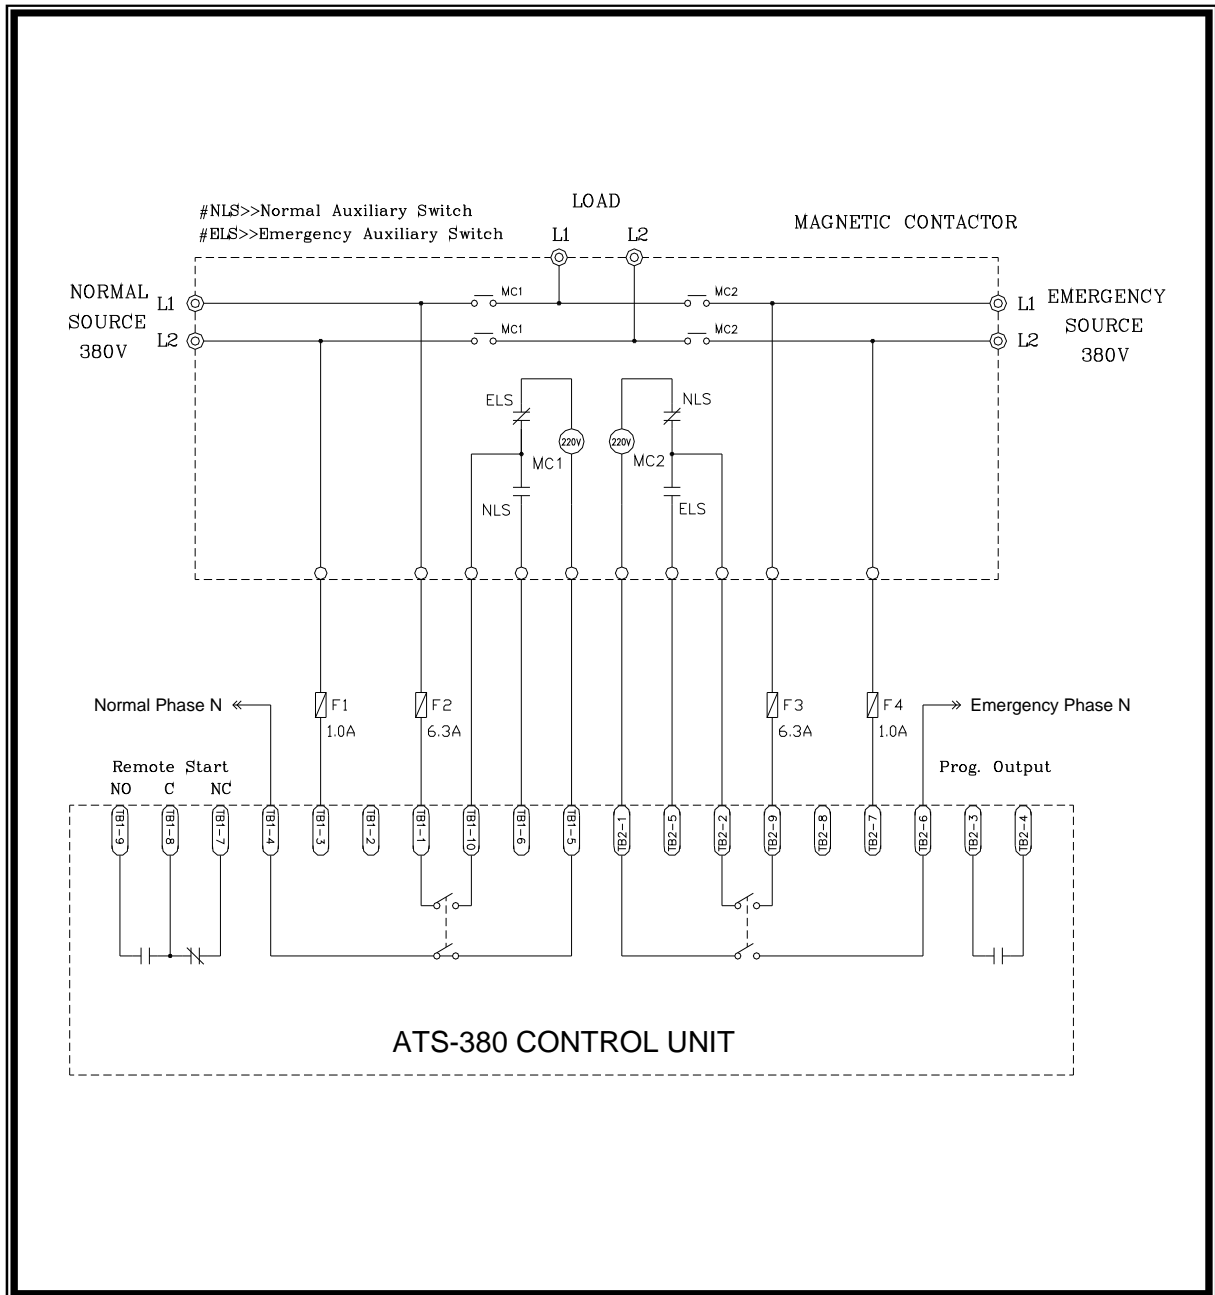 LOAD
#NLS>>Normal Auxiliary Switch
#ELS>>Emergency Auxiliary Switch
MAGNETIC CONTACTOR
L1 L2
NORMAL
SOURCE
380V
L1
L2
MC1 MC2
MC1 MC2
L1
L2
EMERGENCY
SOURCE
380V
ELS NLS
220V 220V
MC1 MC2
NLS ELS
Normal Phase N
F1
1.0A
F2
6.3A
F3
6.3A
F4
1.0A
Emergency Phase N
Remote Start
NO C NC
Prog. Output
TB1-9
TB1-8
TB1-7
TB1-4
TB1-3
TB1-2
TB1-1
TB1-10
TB1-6
TB1-5
TB2-1
TB2-5
TB2-2
TB2-9
TB2-8
TB2-7
TB2-6
TB2-3
TB2-4
ATS-380 CONTROL UNIT